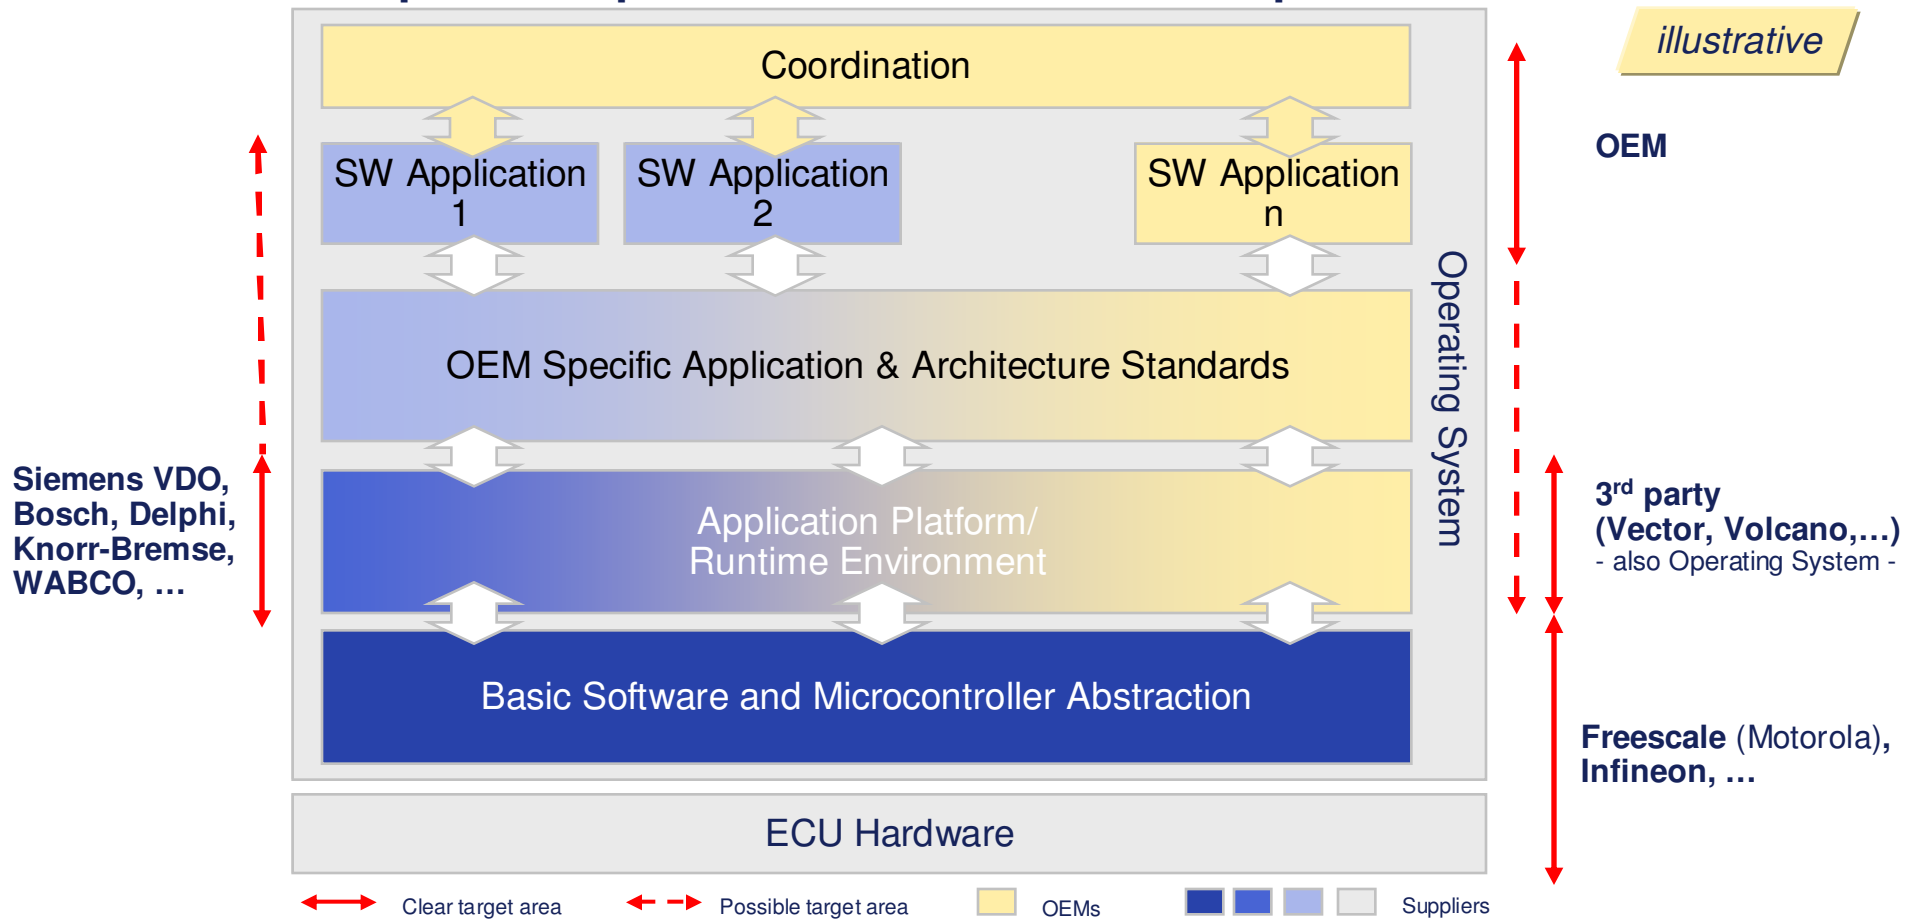 illustrative
Coordination
OEM
SW Application
1
SW Application
2
SW Application
n
Operating System
OEM Specific Application & Architecture Standards
Siemens VDO,
Bosch, Delphi,
Knorr-Bremse,
WABCO, …
Application Platform/
Runtime Environment
3rd party
(Vector, Volcano,…)
- also Operating System -
Basic Software and Microcontroller Abstraction
Freescale (Motorola),
Infineon, …
ECU Hardware
Clear target area
Possible target area
OEMs
Suppliers